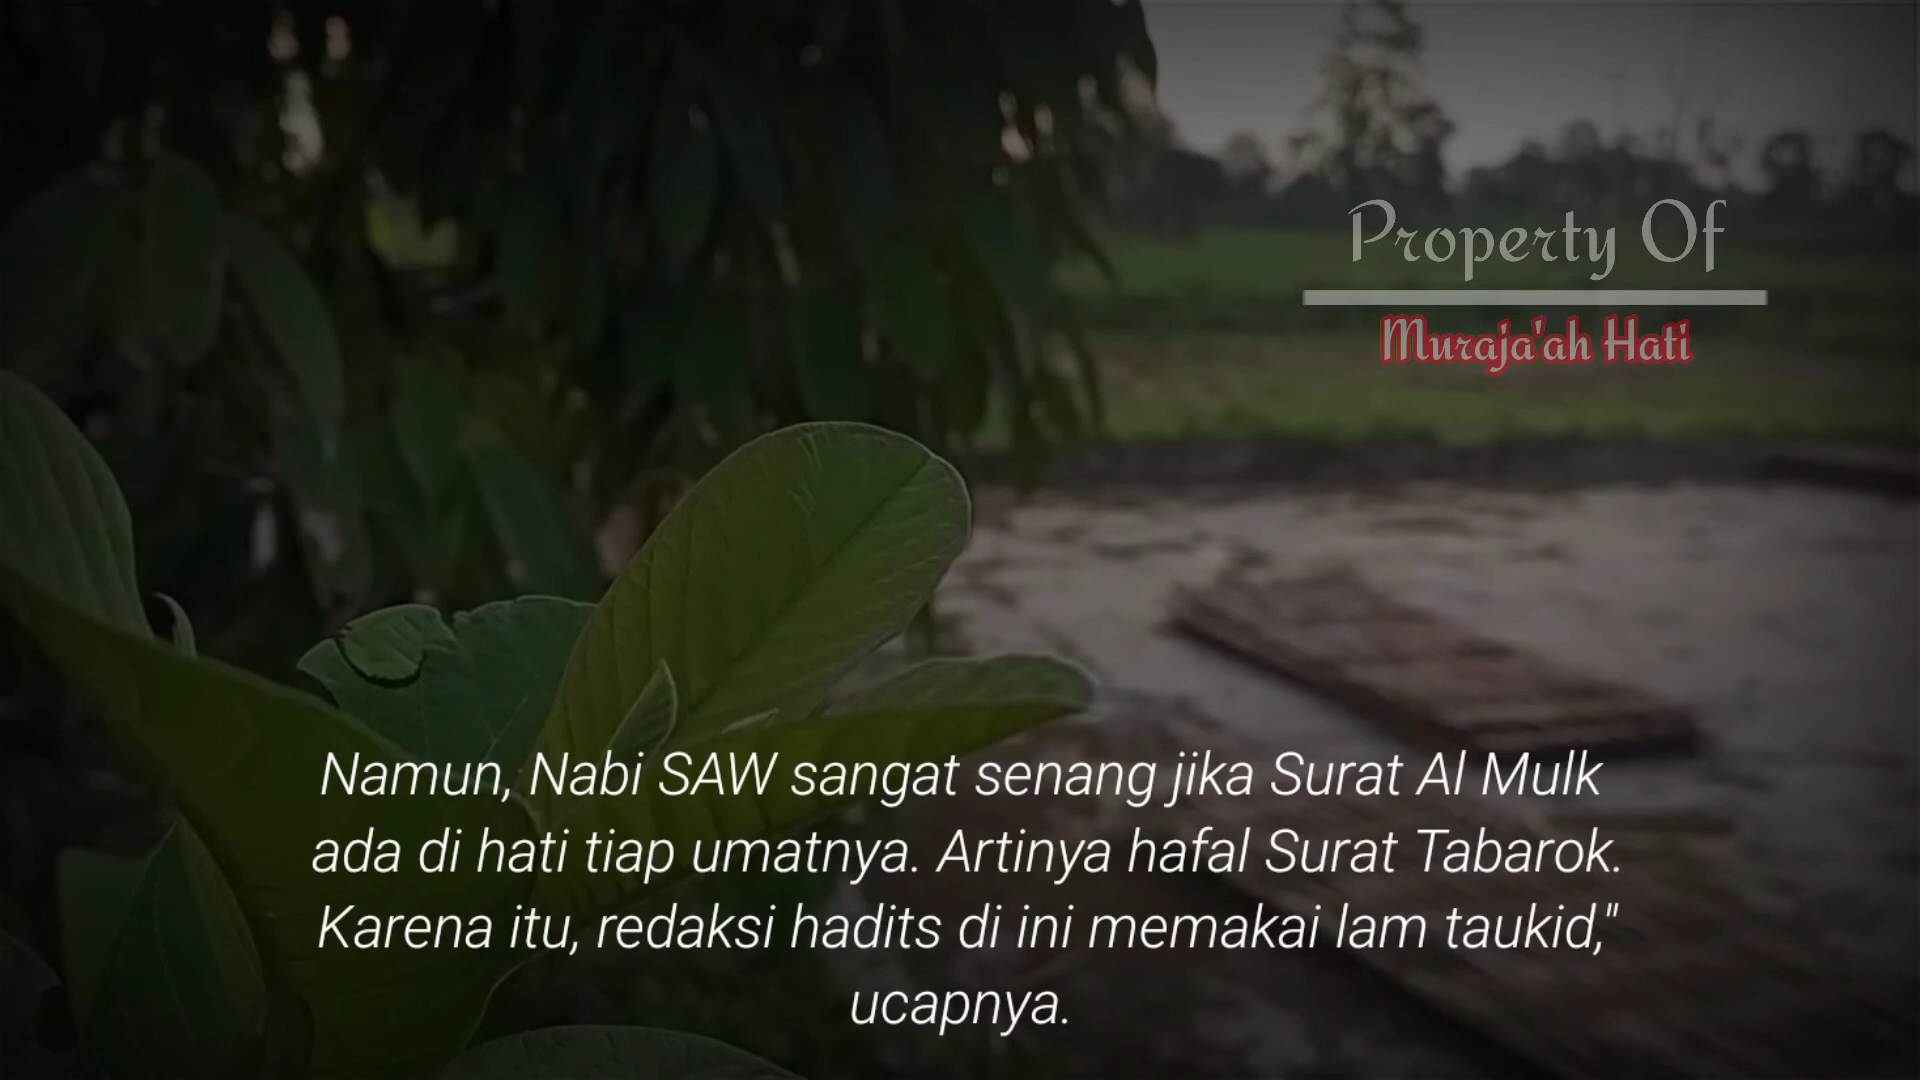 Property Of
Muraja'ah Hati
Namun, Nabi SAW sangat senang jika Surat Al Mulk
ada di hati tiap umatnya. Artinya hafal Surat Tabarok.
Karena itu, redaksi hadits di ini memakai lam taukid,"
ucapnya.